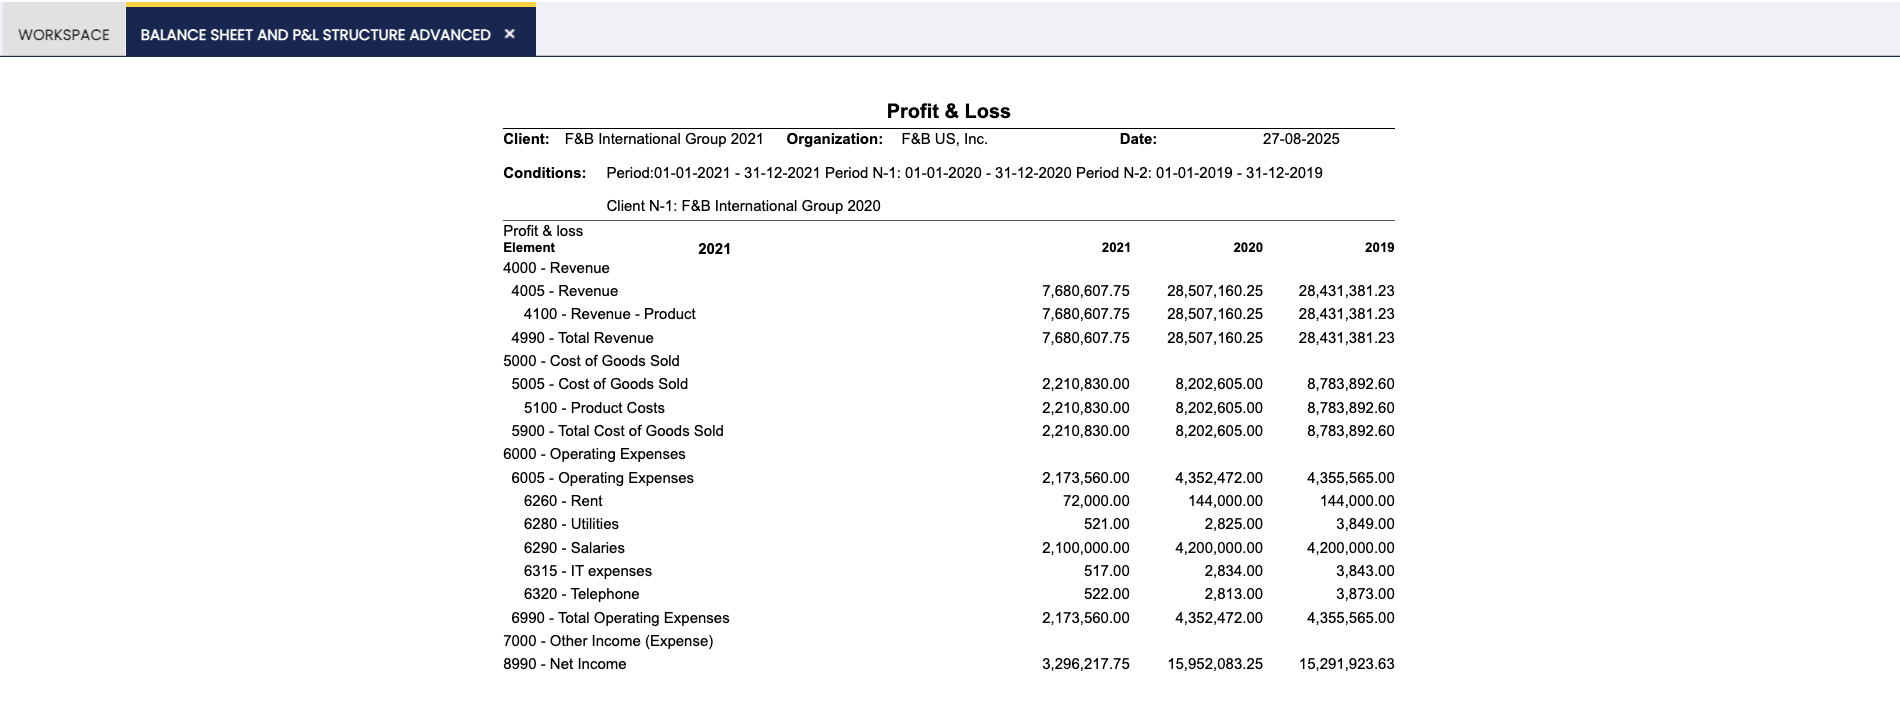 WORKSPACE BALANCE SHEET AND P&L STRUCTURE ADVANCED ×
Profit & Loss
Client: F&B International Group 2021 Organization: F&B US, Inc. Date: 27-08-2025
Conditions: Period:01-01-2021 - 31-12-2021 Period N-1: 01-01-2020 - 31-12-2020 Period N-2: 01-01-2019 - 31-12-2019
Client N-1: F&B International Group 2020
Profit & loss
Element 2021 2021 2020 2019
4000 - Revenue
4005 - Revenue 7,680,607.75 28,507,160.25 28,431,381.23
4100 - Revenue - Product 7,680,607.75 28,507,160.25 28,431,381.23
4990 - Total Revenue 7,680,607.75 28,507,160.25 28,431,381.23
5000 - Cost of Goods Sold
5005 - Cost of Goods Sold 2,210,830.00 8,202,605.00 8,783,892.60
5100 - Product Costs 2,210,830.00 8,202,605.00 8,783,892.60
5900 - Total Cost of Goods Sold 2,210,830.00 8,202,605.00 8,783,892.60
6000 - Operating Expenses
6005 - Operating Expenses 2,173,560.00 4,352,472.00 4,355,565.00
6260 - Rent 72,000.00 144,000.00 144,000.00
6280 - Utilities 521.00 2,825.00 3,849.00
6290 - Salaries 2,100,000.00 4,200,000.00 4,200,000.00
6315 - IT expenses 517.00 2,834.00 3,843.00
6320 - Telephone 522.00 2,813.00 3,873.00
6990 - Total Operating Expenses 2,173,560.00 4,352,472.00 4,355,565.00
7000 - Other Income (Expense)
8990 - Net Income 3,296,217.75 15,952,083.25 15,291,923.63